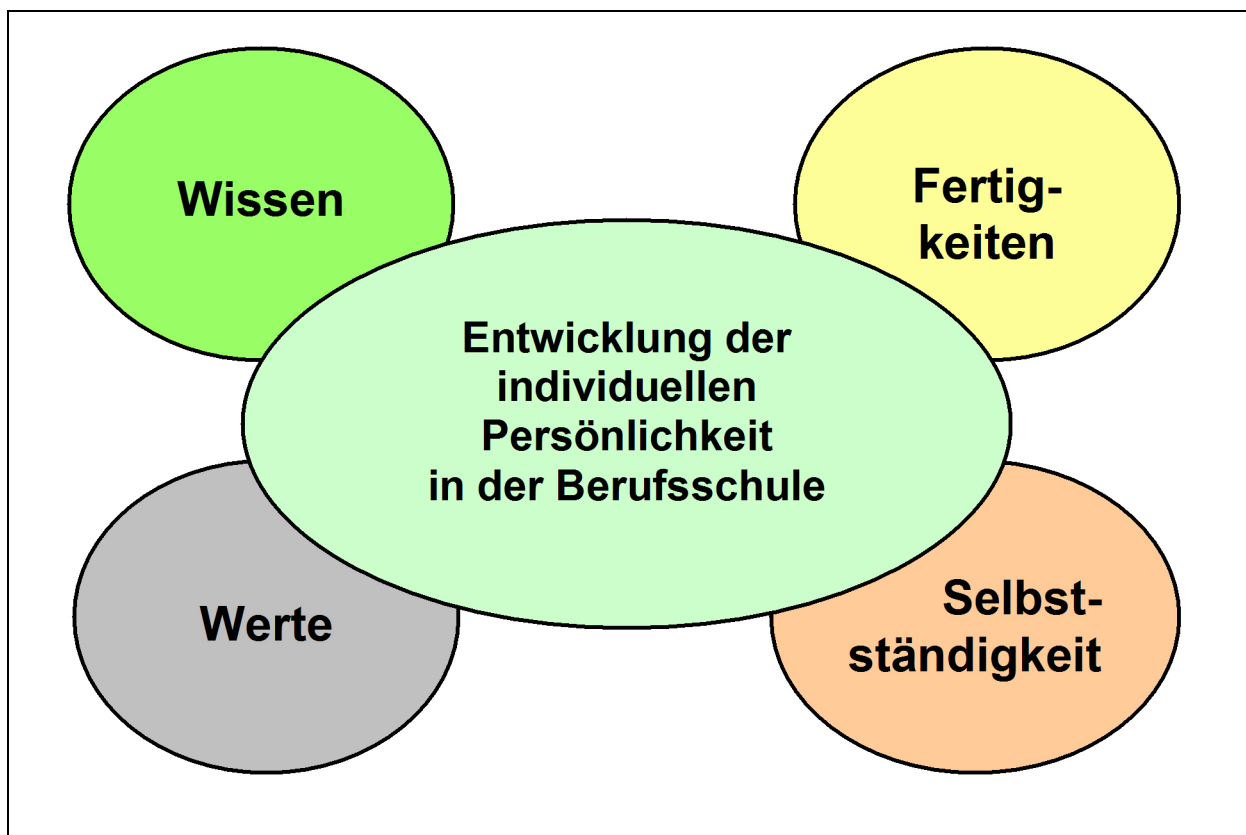 Wissen
Fertig-
keiten
Entwicklung der
individuellen
Persönlichkeit
in der Berufsschule
Werte
Selbst-
ständigkeit